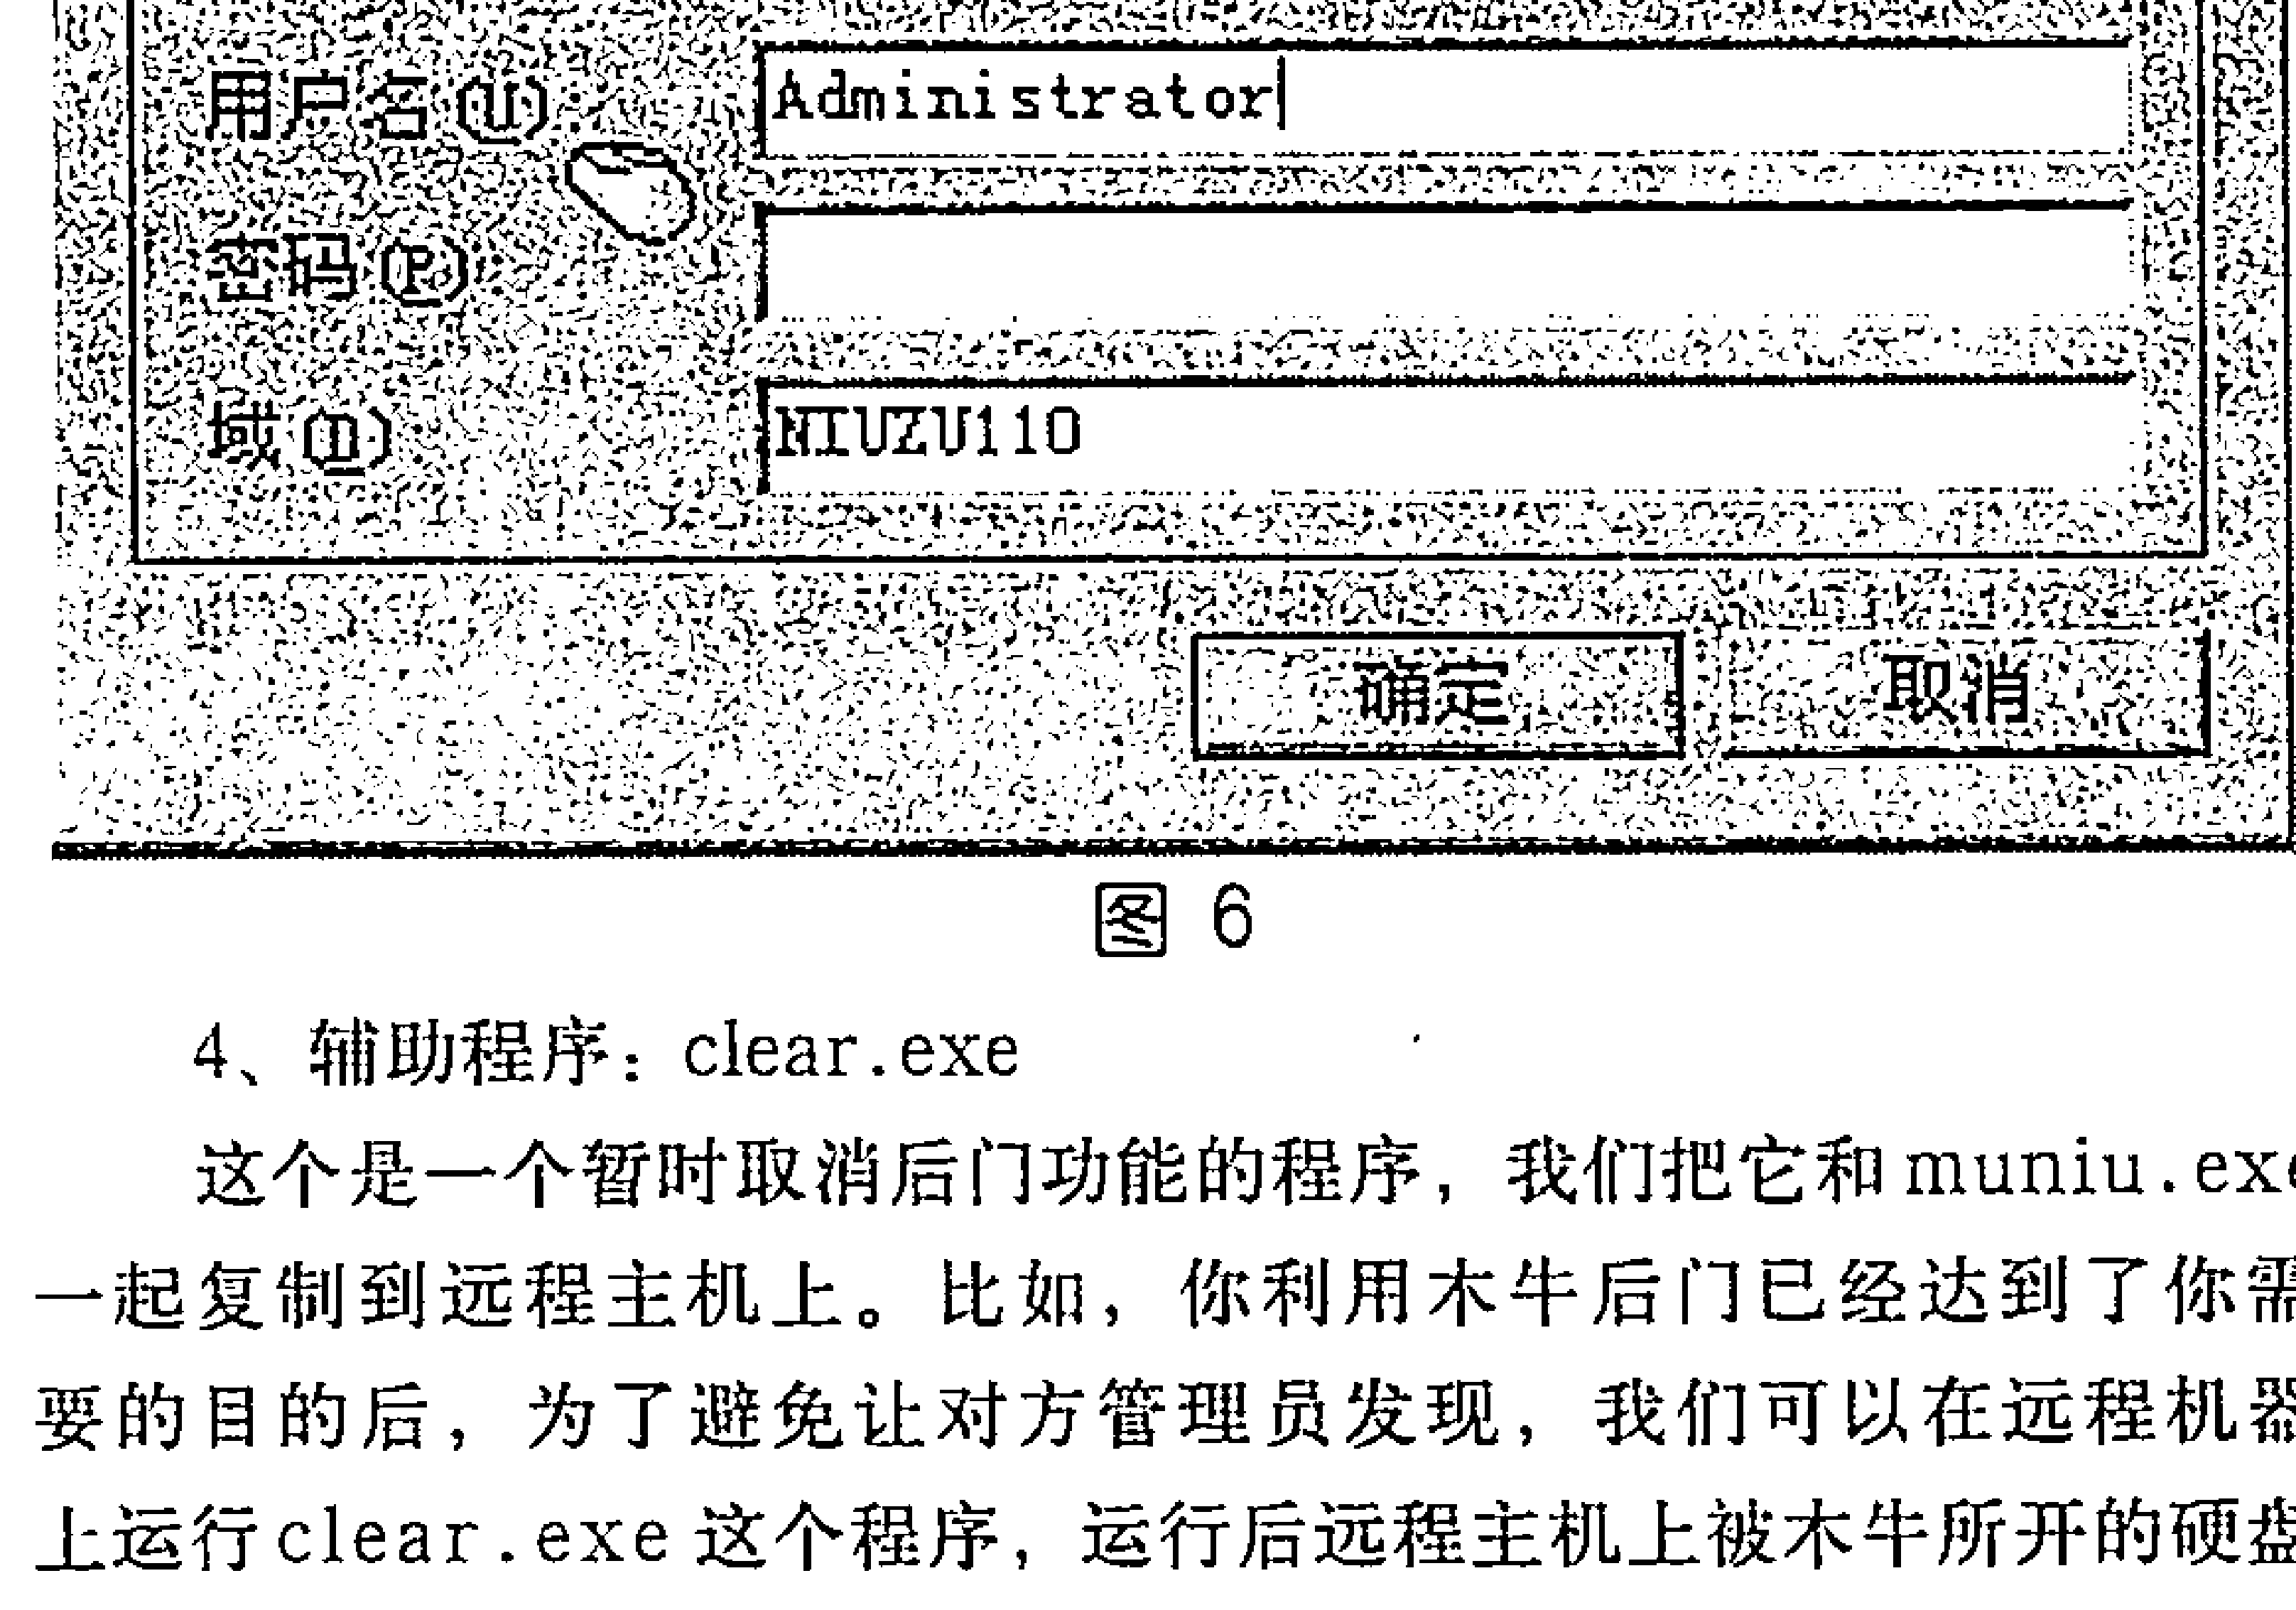 用户名(U)
Administrator
密码(P)
域(D)
NIUZU110
确定
取消
图 6
4、辅助程序：clear.exe
这个是一个暂时取消后门功能的程序，我们把它和muniu.exe
一起复制到远程主机上。比如，你利用木牛后门已经达到了你需
要的目的后，为了避免让对方管理员发现，我们可以在远程机器
上运行clear.exe这个程序，运行后远程主机上被木牛所开的硬盘